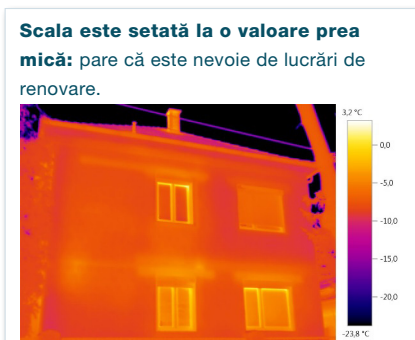 Scala este setată la o valoare prea
mică: pare că este nevoie de lucrări de
renovare.
3,2 °C
0,0
-5,0
-10,0
-15,0
-20,0
-23,8 °C